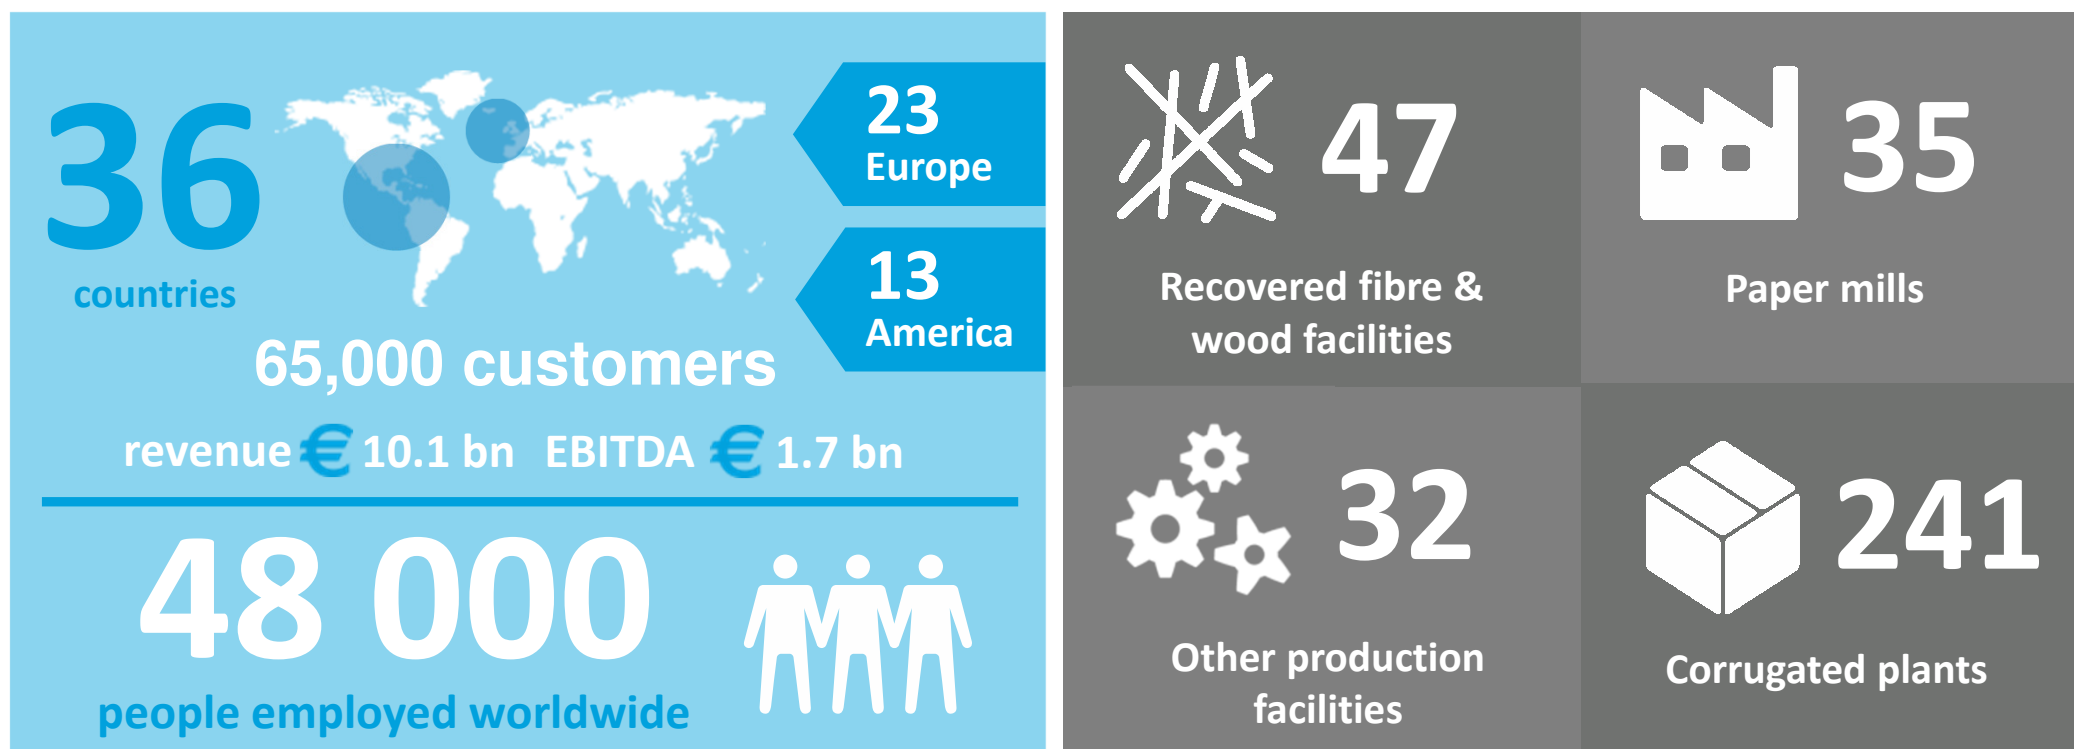 36
countries
23
Europe
13
America
65,000 customers
revenue € 10.1 bn EBITDA € 1.7 bn
48 000
people employed worldwide
47
Recovered fibre &
wood facilities
35
Paper mills
32
Other production
facilities
241
Corrugated plants